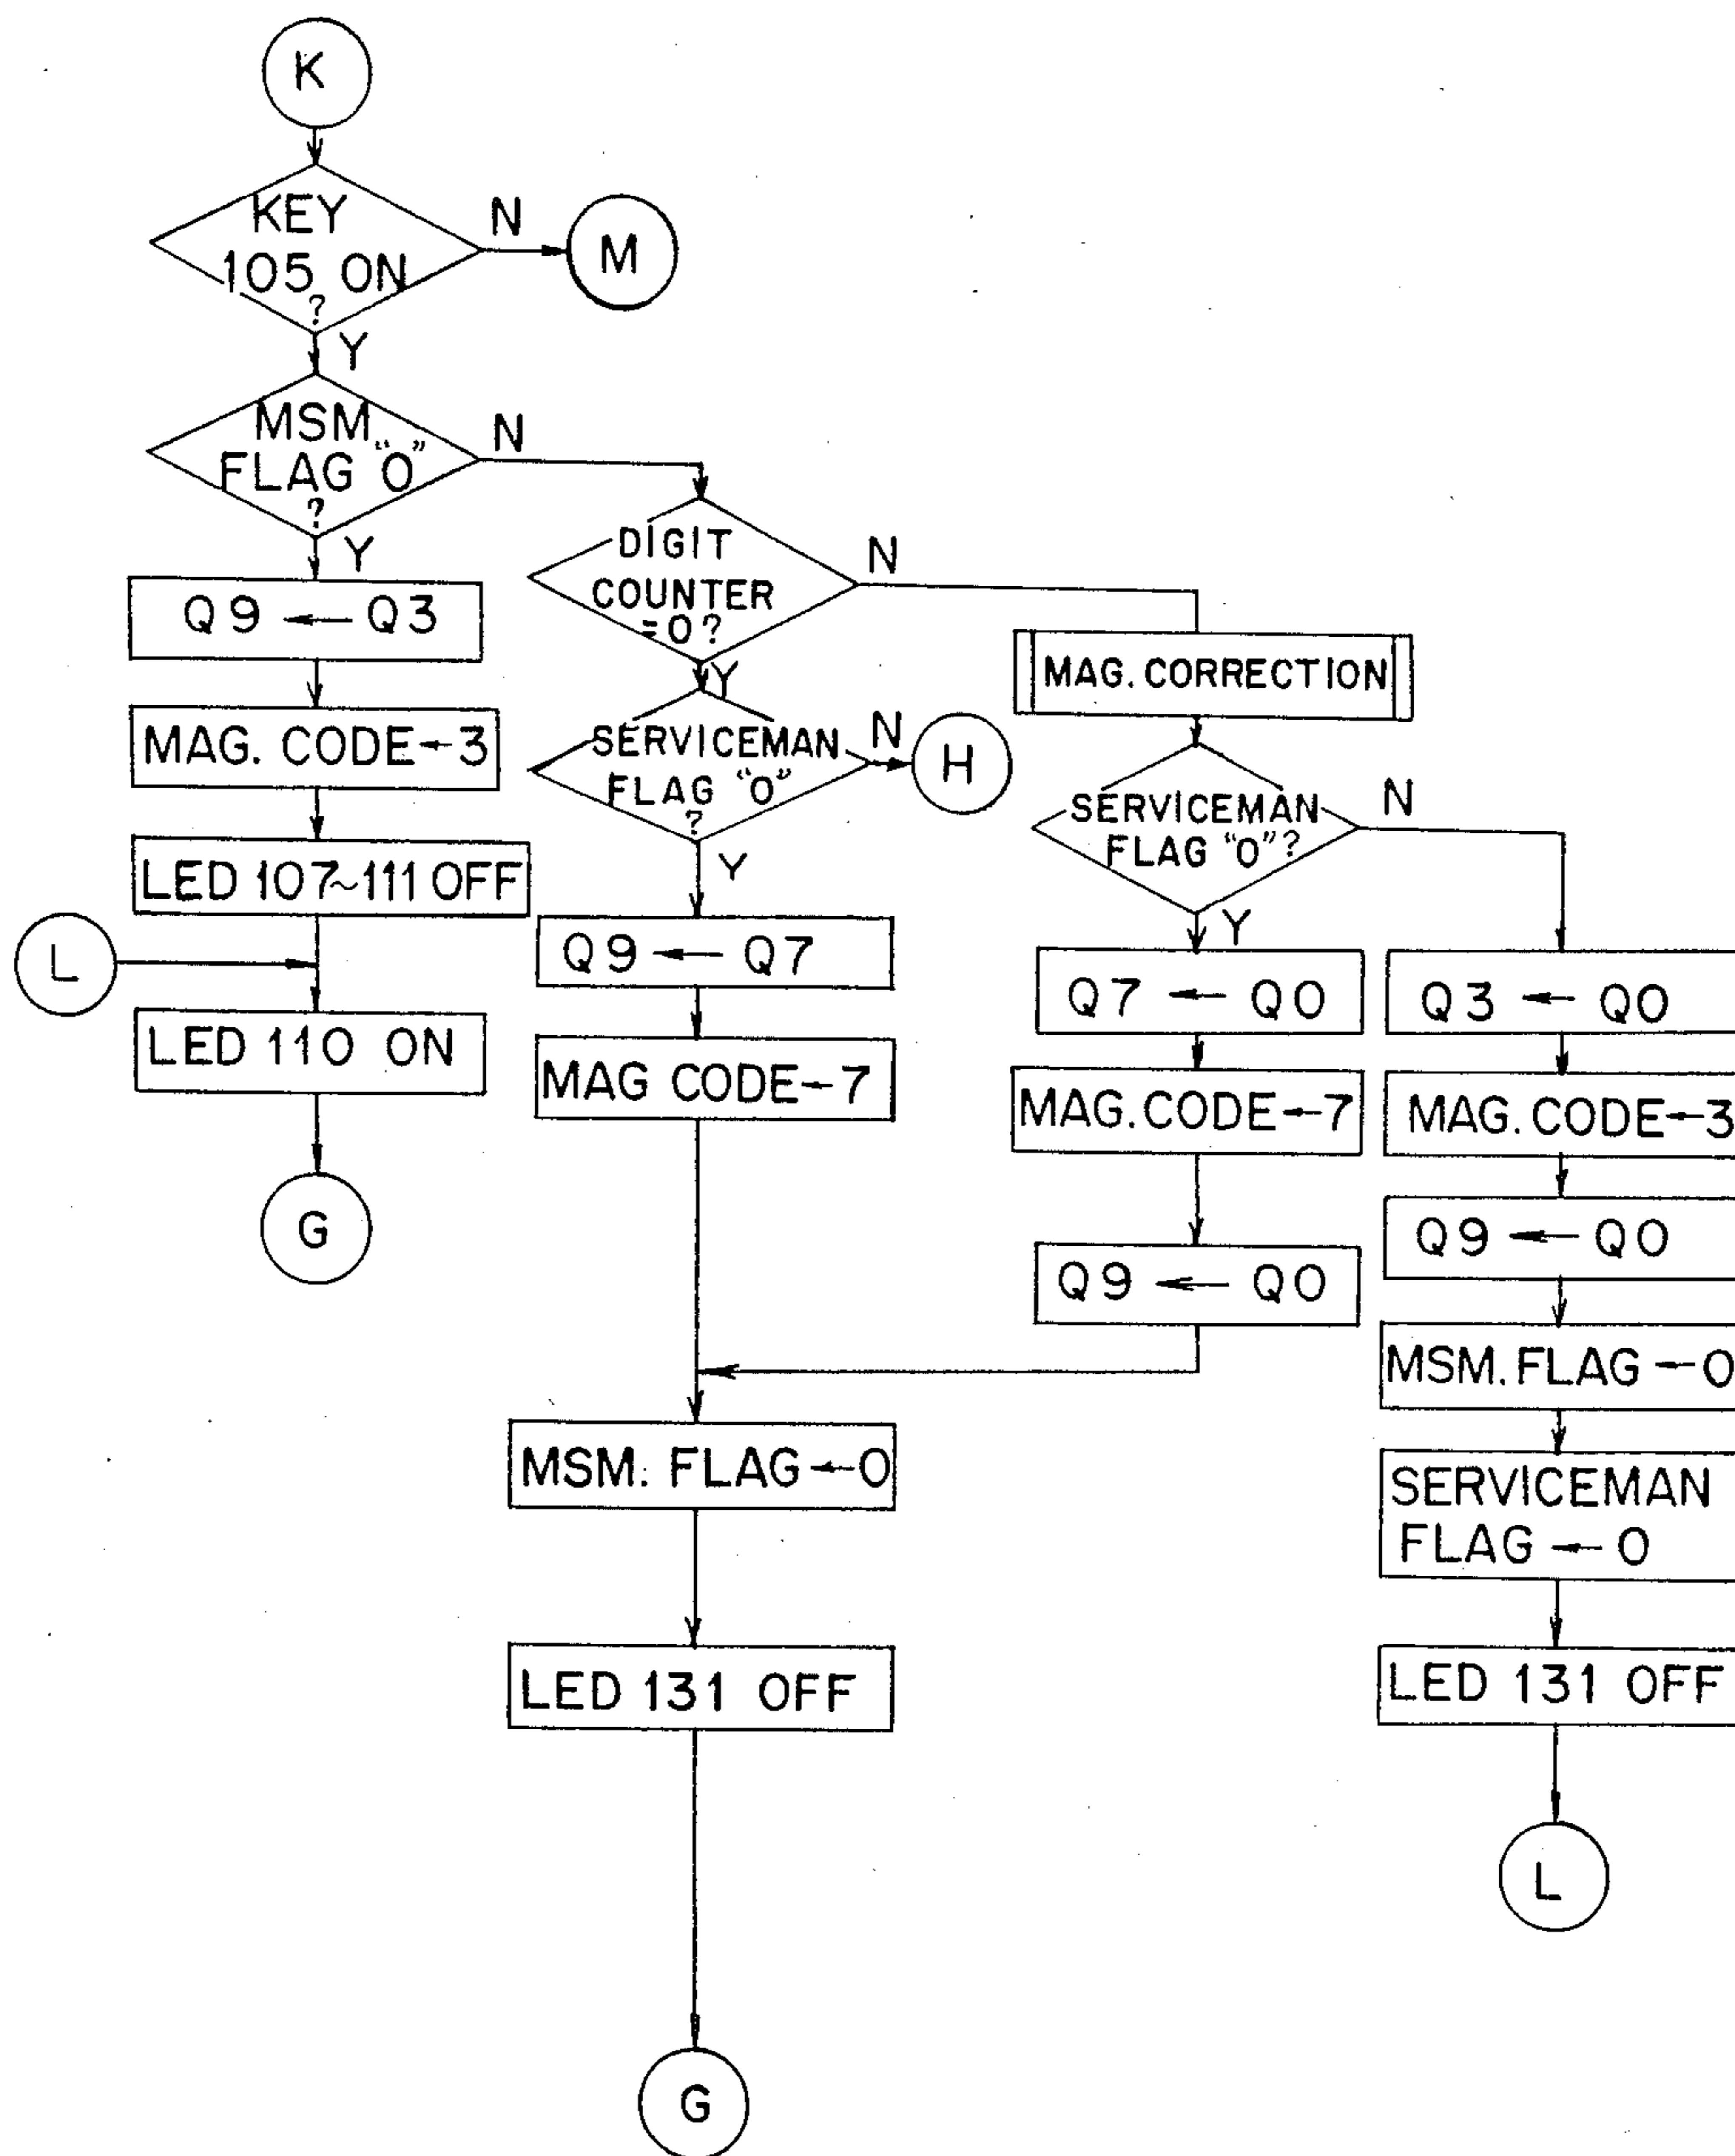 K
KEY
105 ON
?
N
M
Y
MSM
FLAG "0"
?
N
Y
Q9 ← Q3
MAG. CODE←3
LED 107~111 OFF
L
LED 110 ON
G
DIGIT
COUNTER
=0?
N
Y
SERVICEMAN
FLAG "0"
?
N
H
Y
Q9 ← Q7
MAG CODE←7
MSM. FLAG ←0
LED 131 OFF
G
MAG. CORRECTION
SERVICEMAN
FLAG "0"?
N
Y
Q7 ← Q0
MAG. CODE←7
Q9 ← Q0
Q3 ← Q0
MAG. CODE←3
Q9 ← Q0
MSM. FLAG ←0
SERVICEMAN
FLAG ← 0
LED 131 OFF
L